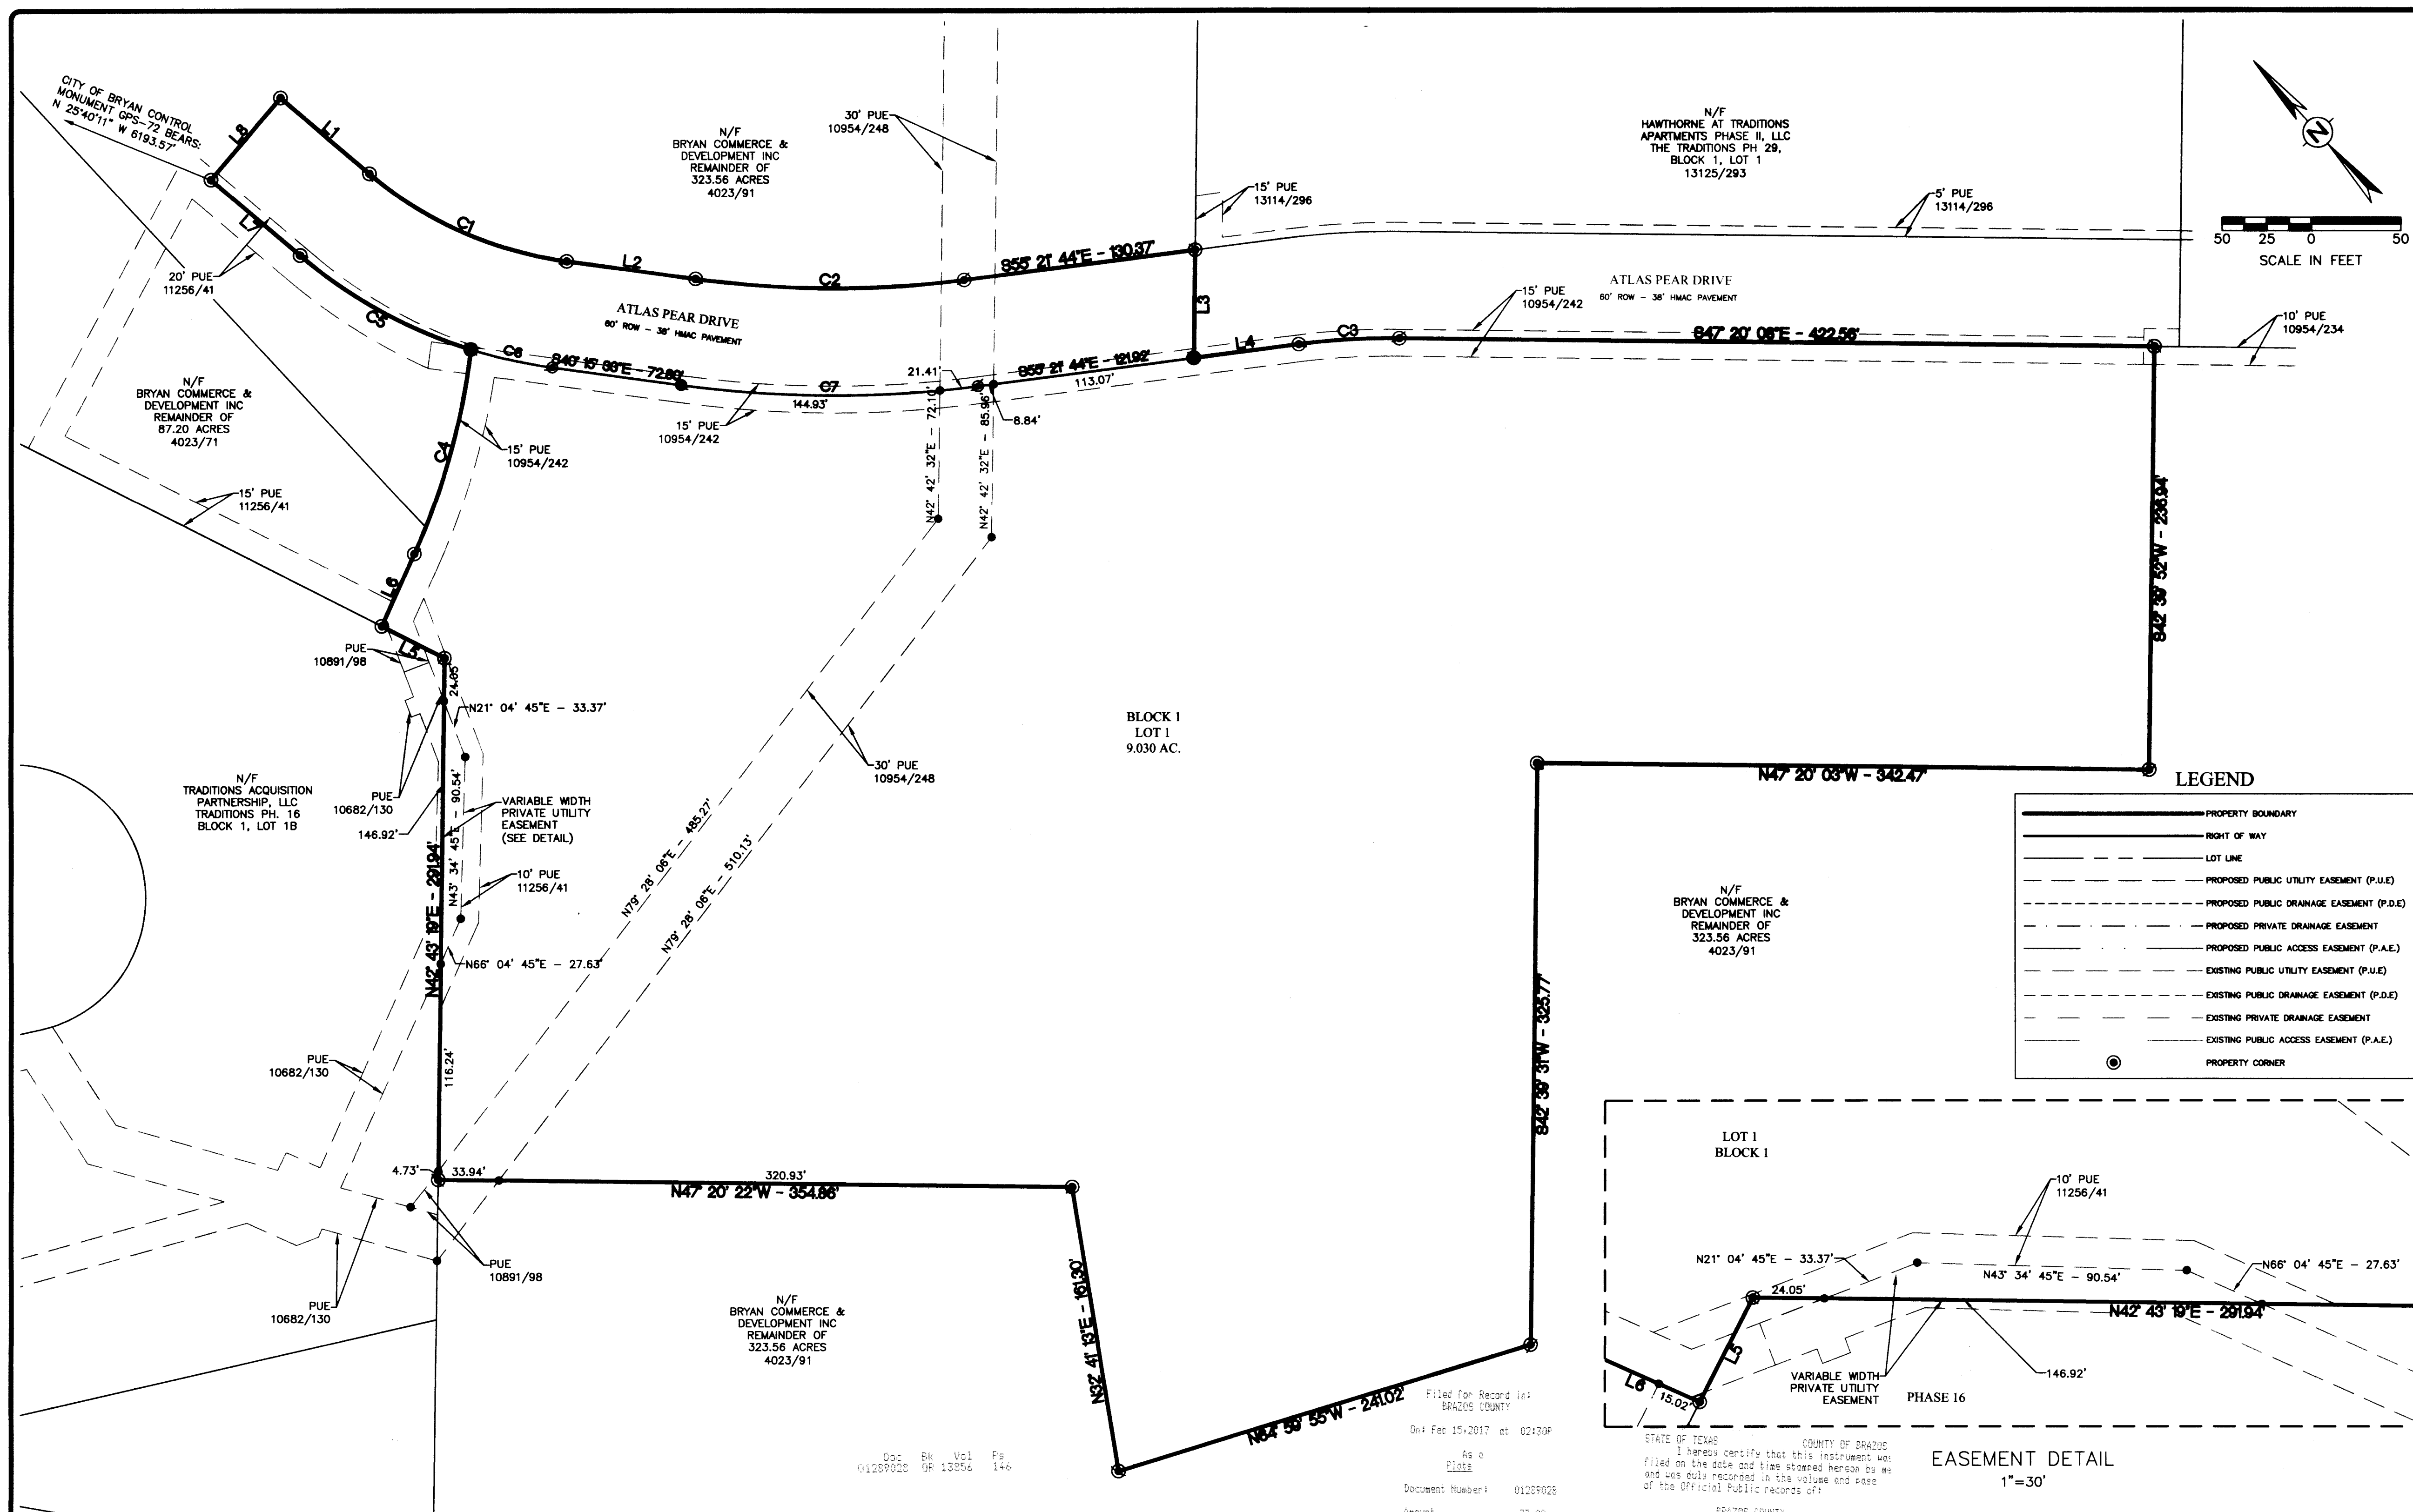 CITY OF BRYAN CONTROL
MONUMENT GPS-72 BEARS:
N 25°40'11" W 6193.57'
L8
L1
L7
20' PUE
11256/41
C1
C5
N/F
BRYAN COMMERCE &
DEVELOPMENT INC
REMAINDER OF
323.56 ACRES
4023/91
30' PUE
10954/248
L2
C2
S55° 21' 44"E - 130.37'
15' PUE
13114/296
N/F
HAWTHORNE AT TRADITIONS
APARTMENTS PHASE II, LLC
THE TRADITIONS PH 29,
BLOCK 1, LOT 1
13125/293
5' PUE
13114/296
N
50 25 0 50
SCALE IN FEET
ATLAS PEAR DRIVE
60' ROW - 38' HMAC PAVEMENT
L3
15' PUE
10954/242
ATLAS PEAR DRIVE
60' ROW - 38' HMAC PAVEMENT
L4
C3
S47° 20' 08"E - 422.56'
10' PUE
10954/234
C6
S40° 15' 36"E - 72.80'
C7
144.93'
15' PUE
10954/242
21.41'
S55° 21' 44"E - 121.92'
113.07'
8.84'
N42° 42' 32"E - 72.10'
N42° 42' 32"E - 85.96'
N/F
BRYAN COMMERCE &
DEVELOPMENT INC
REMAINDER OF
87.20 ACRES
4023/71
15' PUE
11256/41
C4
15' PUE
10954/242
L6
L5
PUE
10891/98
24.05'
N21° 04' 45"E - 33.37'
S42° 39' 52"W - 236.94'
N/F
TRADITIONS ACQUISITION
PARTNERSHIP, LLC
TRADITIONS PH. 16
BLOCK 1, LOT 1B
PUE
10682/130
146.92'
N43° 34' 45"E - 90.54'
VARIABLE WIDTH
PRIVATE UTILITY
EASEMENT
(SEE DETAIL)
10' PUE
11256/41
N42° 43' 19"E - 291.94'
N66° 04' 45"E - 27.63'
116.24'
BLOCK 1
LOT 1
9.030 AC.
30' PUE
10954/248
N79° 28' 06"E - 485.27'
N79° 28' 06"E - 510.13'
N47° 20' 03"W - 342.47'
N/F
BRYAN COMMERCE &
DEVELOPMENT INC
REMAINDER OF
323.56 ACRES
4023/91
S42° 39' 31"W - 325.77'
LEGEND
PROPERTY BOUNDARY
RIGHT OF WAY
LOT LINE
PROPOSED PUBLIC UTILITY EASEMENT (P.U.E)
PROPOSED PUBLIC DRAINAGE EASEMENT (P.D.E)
PROPOSED PRIVATE DRAINAGE EASEMENT
PROPOSED PUBLIC ACCESS EASEMENT (P.A.E.)
EXISTING PUBLIC UTILITY EASEMENT (P.U.E)
EXISTING PUBLIC DRAINAGE EASEMENT (P.D.E)
EXISTING PRIVATE DRAINAGE EASEMENT
EXISTING PUBLIC ACCESS EASEMENT (P.A.E.)
PROPERTY CORNER
PUE
10682/130
4.73'
33.94'
320.93'
N47° 20' 22"W - 354.86'
PUE
10891/98
PUE
10682/130
N/F
BRYAN COMMERCE &
DEVELOPMENT INC
REMAINDER OF
323.56 ACRES
4023/91
N32° 41' 13"E - 161.30'
N64° 59' 55"W - 241.02'
LOT 1
BLOCK 1
10' PUE
11256/41
N21° 04' 45"E - 33.37'
N43° 34' 45"E - 90.54'
N66° 04' 45"E - 27.63'
24.05'
N42° 43' 19"E - 291.94'
L5
L6
15.02'
VARIABLE WIDTH
PRIVATE UTILITY
EASEMENT
PHASE 16
146.92'
EASEMENT DETAIL
1"=30'
Doc Bk Vol Pg
01289028 OR 13856 146
Filed for Record in:
BRAZOS COUNTY
On: Feb 15,2017 at 02:30P
As a
Plats
Document Number: 01289028
Amount
STATE OF TEXAS COUNTY OF BRAZOS
I hereby certify that this instrument was
filed on the date and time stamped hereon by me
and was duly recorded in the volume and page
of the Official Public records of:
BRAZOS COUNTY